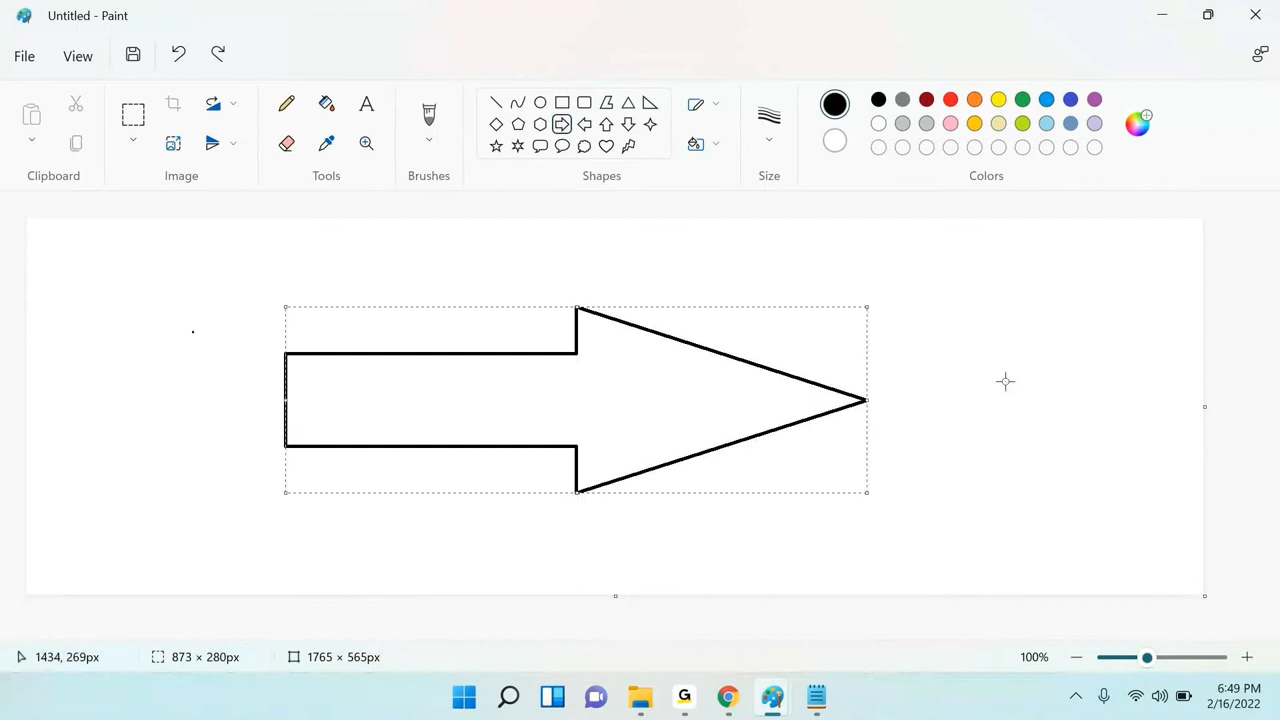 Untitled - Paint
File View
A
Clipboard Image Tools Brushes Shapes Size Colors
1434, 269px 873 × 280px 1765 × 565px 100%
G
6:49 PM
2/16/2022